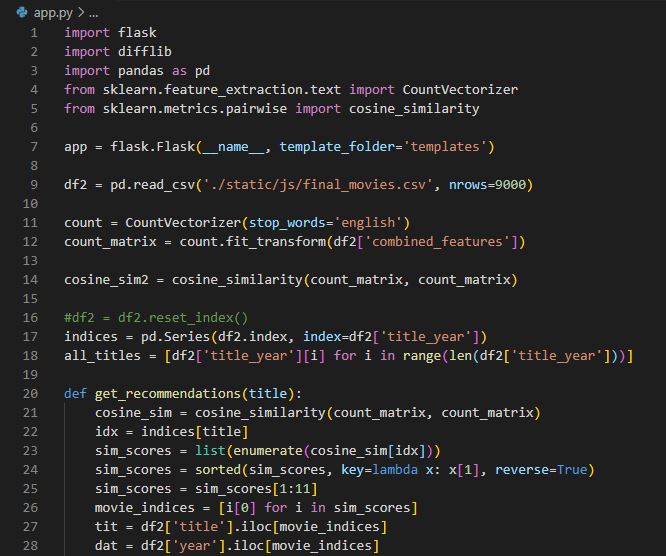 app.py > ...
1 import flask
2 import difflib
3 import pandas as pd
4 from sklearn.feature_extraction.text import CountVectorizer
5 from sklearn.metrics.pairwise import cosine_similarity
6
7 app = flask.Flask(__name__, template_folder='templates')
8
9 df2 = pd.read_csv('./static/js/final_movies.csv', nrows=9000)
10
11 count = CountVectorizer(stop_words='english')
12 count_matrix = count.fit_transform(df2['combined_features'])
13
14 cosine_sim2 = cosine_similarity(count_matrix, count_matrix)
15
16 #df2 = df2.reset_index()
17 indices = pd.Series(df2.index, index=df2['title_year'])
18 all_titles = [df2['title_year'][i] for i in range(len(df2['title_year']))]
19
20 def get_recommendations(title):
21     cosine_sim = cosine_similarity(count_matrix, count_matrix)
22     idx = indices[title]
23     sim_scores = list(enumerate(cosine_sim[idx]))
24     sim_scores = sorted(sim_scores, key=lambda x: x[1], reverse=True)
25     sim_scores = sim_scores[1:11]
26     movie_indices = [i[0] for i in sim_scores]
27     tit = df2['title'].iloc[movie_indices]
28     dat = df2['year'].iloc[movie_indices]